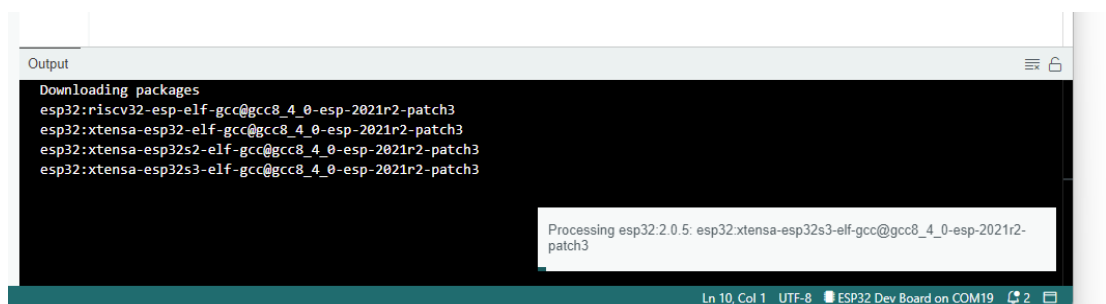 Output
Downloading packages
esp32:riscv32-esp-elf-gcc@gcc8_4_0-esp-2021r2-patch3
esp32:xtensa-esp32-elf-gcc@gcc8_4_0-esp-2021r2-patch3
esp32:xtensa-esp32s2-elf-gcc@gcc8_4_0-esp-2021r2-patch3
esp32:xtensa-esp32s3-elf-gcc@gcc8_4_0-esp-2021r2-patch3
Processing esp32:2.0.5: esp32:xtensa-esp32s3-elf-gcc@gcc8_4_0-esp-2021r2-
patch3
Ln 10, Col 1 UTF-8 ESP32 Dev Board on COM19 2